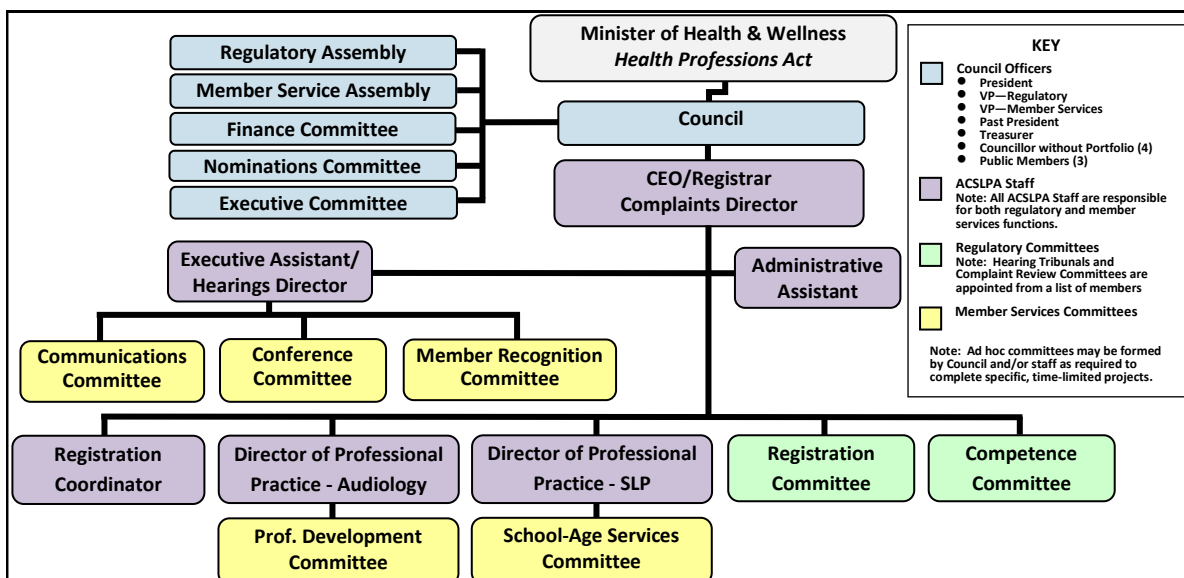 Minister of Health & Wellness
Health Professions Act
Regulatory Assembly
Member Service Assembly
Finance Committee
Nominations Committee
Executive Committee
Council
CEO/Registrar
Complaints Director
Executive Assistant/
Hearings Director
Administrative
Assistant
Communications
Committee
Conference
Committee
Member Recognition
Committee
Registration
Coordinator
Director of Professional
Practice - Audiology
Director of Professional
Practice - SLP
Registration
Committee
Competence
Committee
Prof. Development
Committee
School-Age Services
Committee
KEY
Council Officers
● President
● VP—Regulatory
● VP—Member Services
● Past President
● Treasurer
● Councillor without Portfolio (4)
● Public Members (3)
ACSLPA Staff
Note: All ACSLPA Staff are responsible
for both regulatory and member
services functions.
Regulatory Committees
Note: Hearing Tribunals and
Complaint Review Committees are
appointed from a list of members
Member Services Committees
Note: Ad hoc committees may be formed
by Council and/or staff as required to
complete specific, time-limited projects.